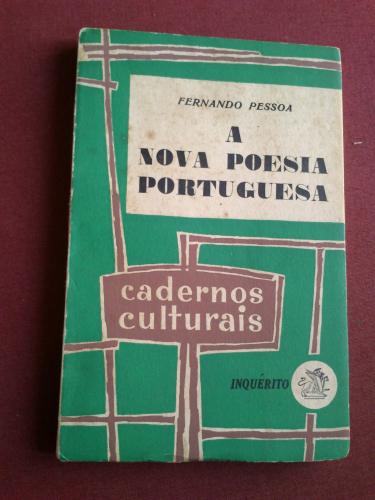 FERNANDO PESSOA
A
NOVA POESIA
PORTUGUESA
cadernos
culturais
INQUÉRITO